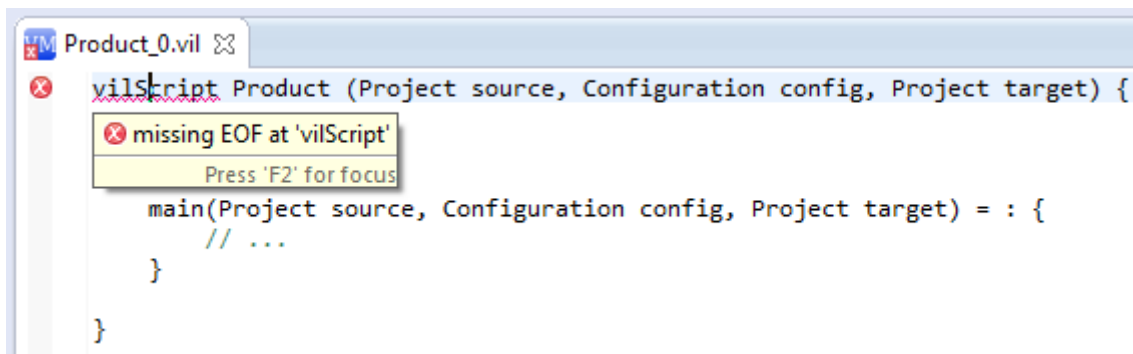 VM Product_0.vil
vilScript Product (Project source, Configuration config, Project target) {
missing EOF at 'vilScript'
Press 'F2' for focus
main(Project source, Configuration config, Project target) = : {
// ...
}
}